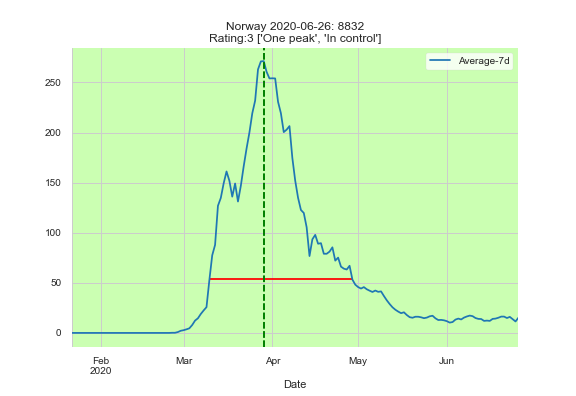 Norway 2020-06-26: 8832
Rating:3 ['One peak', 'In control']
Average-7d
250
200
150
100
50
0
Feb
2020
Mar
Apr
May
Jun
Date